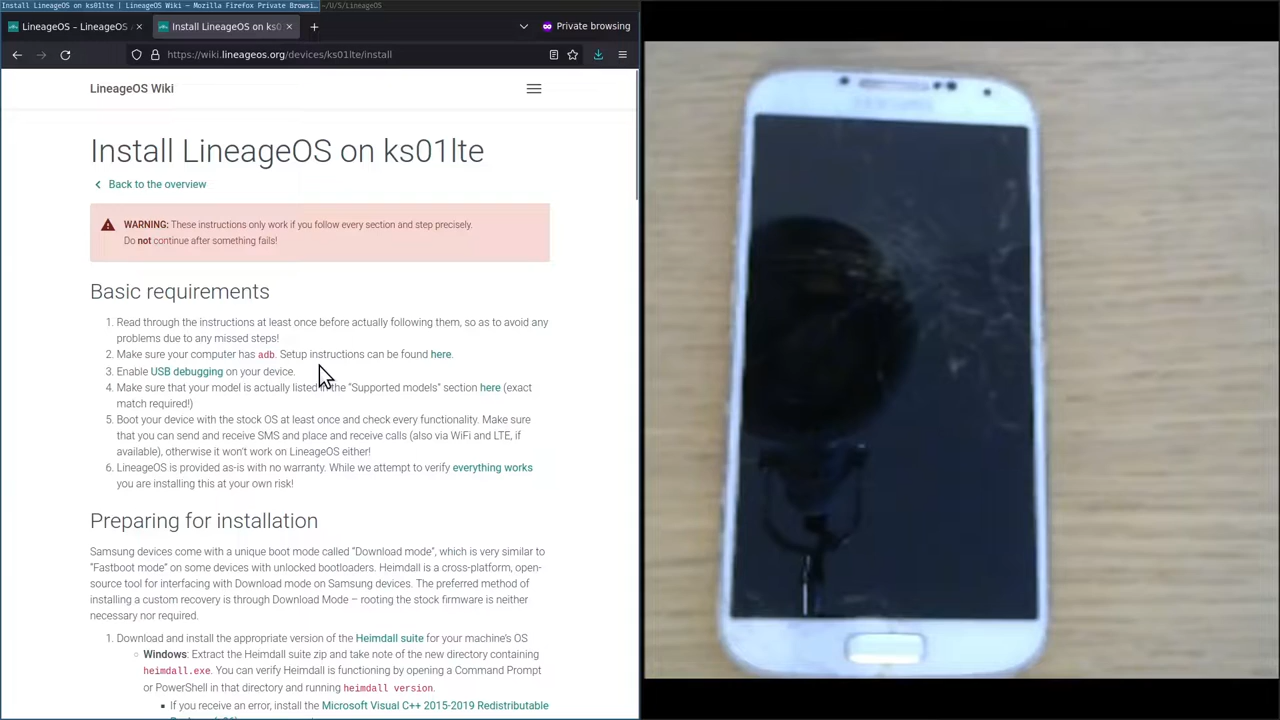 Install LineageOS on ks01lte | LineageOS Wiki — Mozilla Firefox Private Browsi…
~/U/S/LineageOS
LineageOS – LineageOS
Install LineageOS on ks0
Private browsing
https://wiki.lineageos.org/devices/ks01lte/install
LineageOS Wiki
Install LineageOS on ks01lte
Back to the overview
WARNING: These instructions only work if you follow every section and step precisely.
Do not continue after something fails!
Basic requirements
1. Read through the instructions at least once before actually following them, so as to avoid any
problems due to any missed steps!
2. Make sure your computer has adb. Setup instructions can be found here.
3. Enable USB debugging on your device.
4. Make sure that your model is actually listed in the “Supported models” section here (exact
match required!)
5. Boot your device with the stock OS at least once and check every functionality. Make sure
that you can send and receive SMS and place and receive calls (also via WiFi and LTE, if
available), otherwise it won’t work on LineageOS either!
6. LineageOS is provided as-is with no warranty. While we attempt to verify everything works
you are installing this at your own risk!
Preparing for installation
Samsung devices come with a unique boot mode called “Download mode”, which is very similar to
“Fastboot mode” on some devices with unlocked bootloaders. Heimdall is a cross-platform, open-
source tool for interfacing with Download mode on Samsung devices. The preferred method of
installing a custom recovery is through Download Mode – rooting the stock firmware is neither
necessary nor required.
1. Download and install the appropriate version of the Heimdall suite for your machine’s OS
Windows: Extract the Heimdall suite zip and take note of the new directory containing
heimdall.exe. You can verify Heimdall is functioning by opening a Command Prompt
or PowerShell in that directory and running heimdall version.
If you receive an error, install the Microsoft Visual C++ 2015-2019 Redistributable